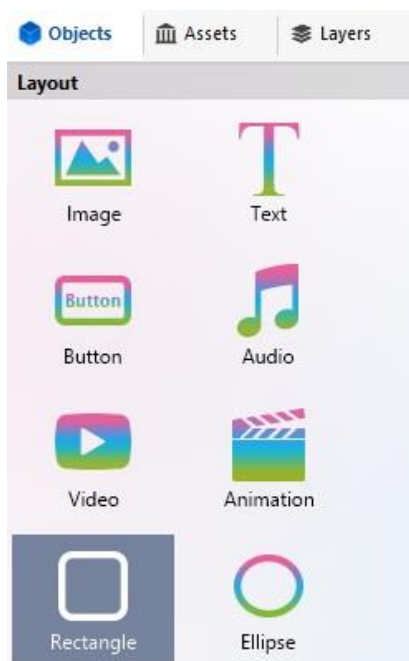 Objects Assets Layers
Layout
Image Text
Button
Button Audio
Video Animation
Rectangle Ellipse